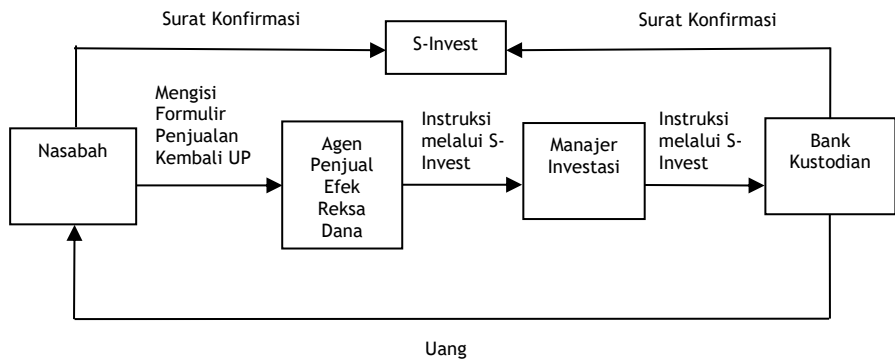 Surat Konfirmasi
Surat Konfirmasi
S-Invest
Mengisi
Formulir
Penjualan
Kembali UP
Instruksi
melalui S-
Invest
Instruksi
melalui S-
Invest
Nasabah
Agen
Penjual
Efek
Reksa
Dana
Manajer
Investasi
Bank
Kustodian
Uang